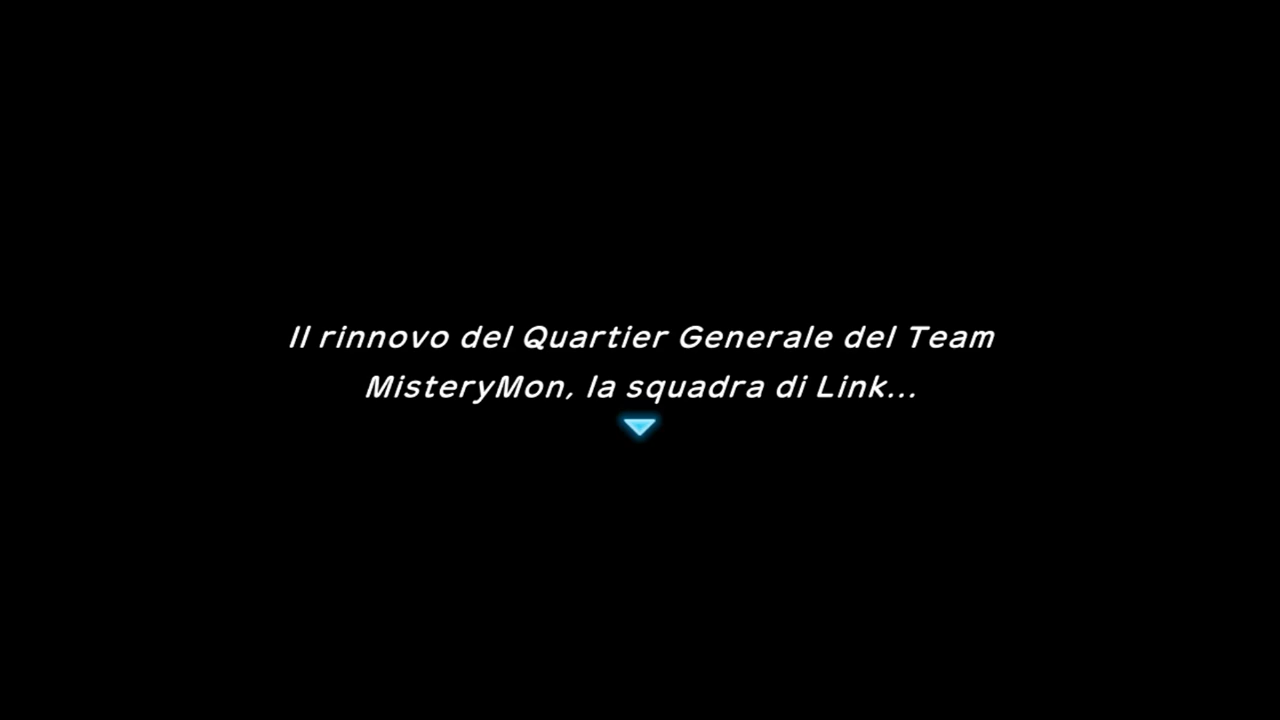 Il rinnovo del Quartier Generale del Team
MisteryMon, la squadra di Link...